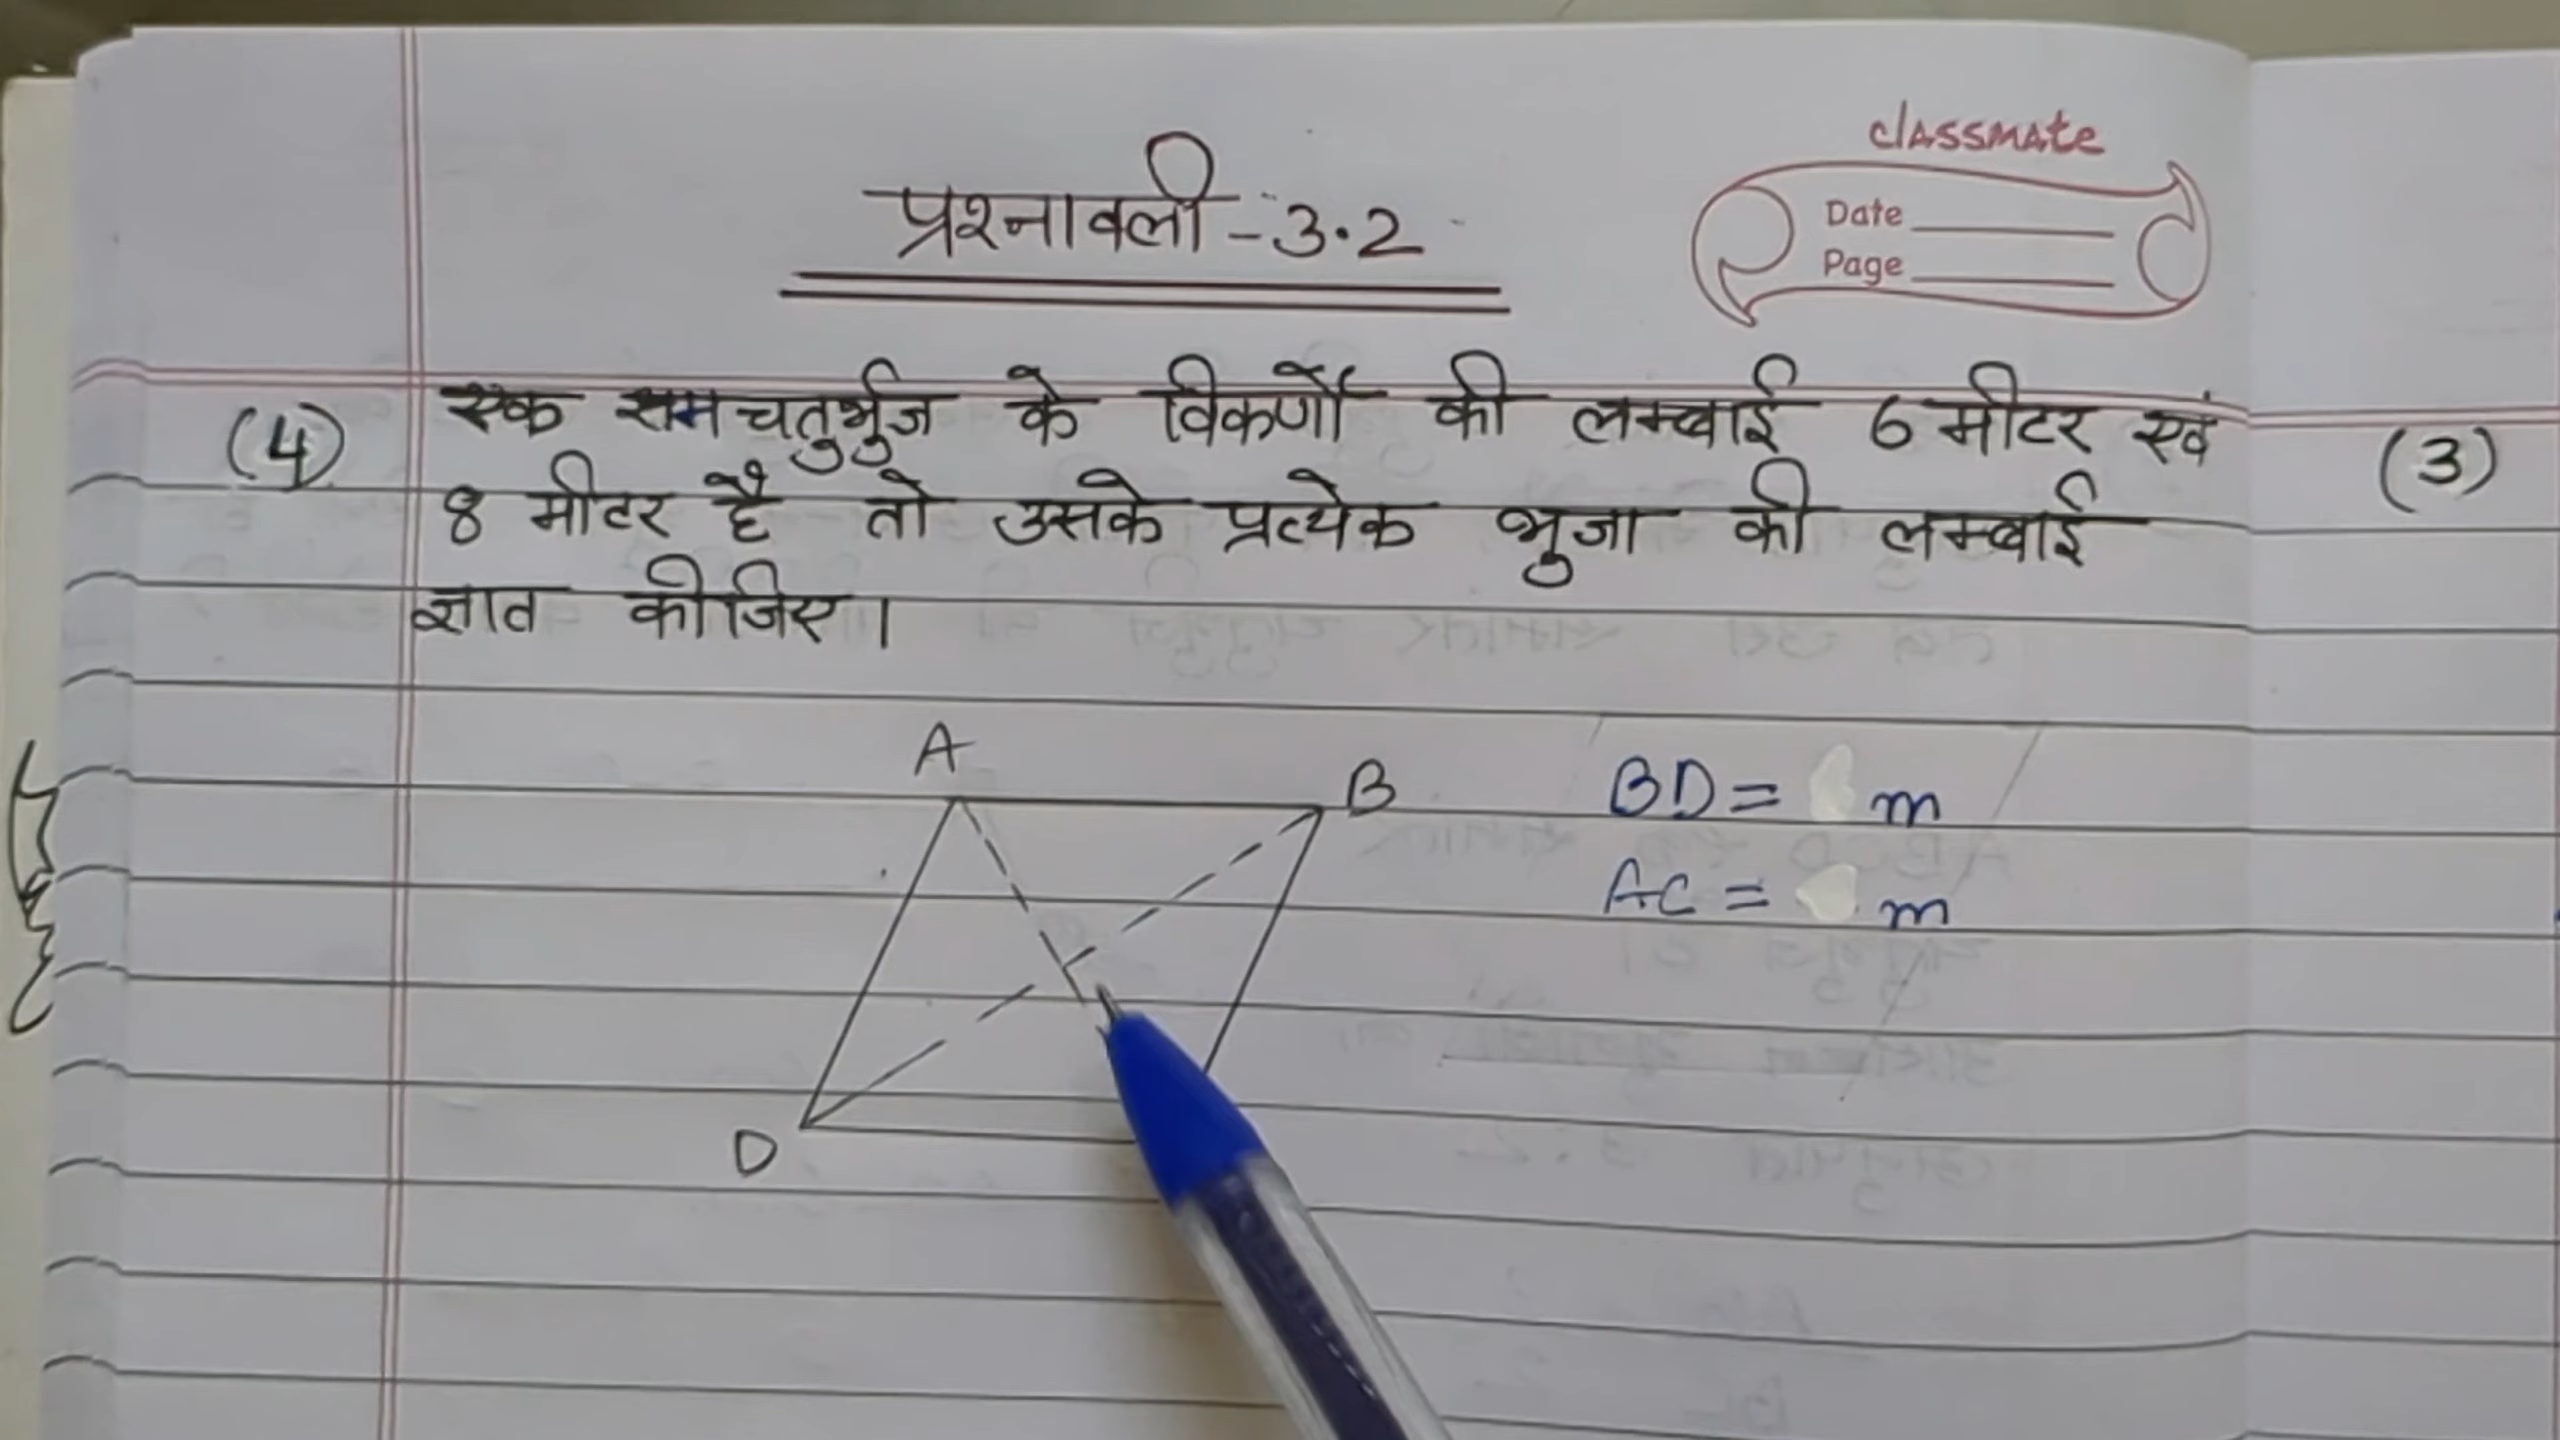 classmate
Date
Page
प्रश्नावली - 3.2
(4) एक समचतुर्भुज के विकर्णों की लम्बाई 6 मीटर एवं
8 मीटर है तो उसके प्रत्येक भुजा की लम्बाई
ज्ञात कीजिए।
(3)
A
B
D
BD = m
AC = m